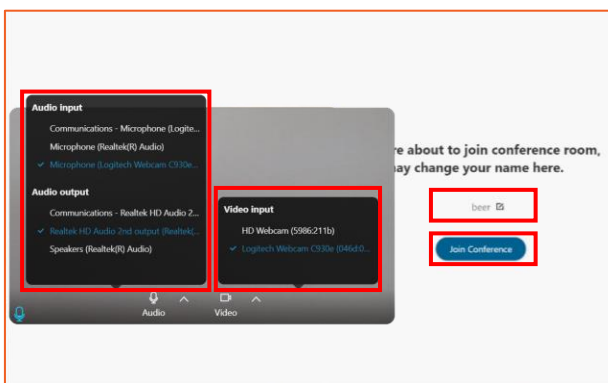 Audio input
Communications - Microphone (Logite...
Microphone (Realtek(R) Audio)
Microphone (Logitech Webcam C930e...
Audio output
Communications - Realtek HD Audio 2...
Realtek HD Audio 2nd output (Realtek(...
Speakers (Realtek(R) Audio)
Video input
HD Webcam (5986:211b)
Logitech Webcam C930e (046d:0...
Audio
Video
re about to join conference room,
ay change your name here.
beer
Join Conference